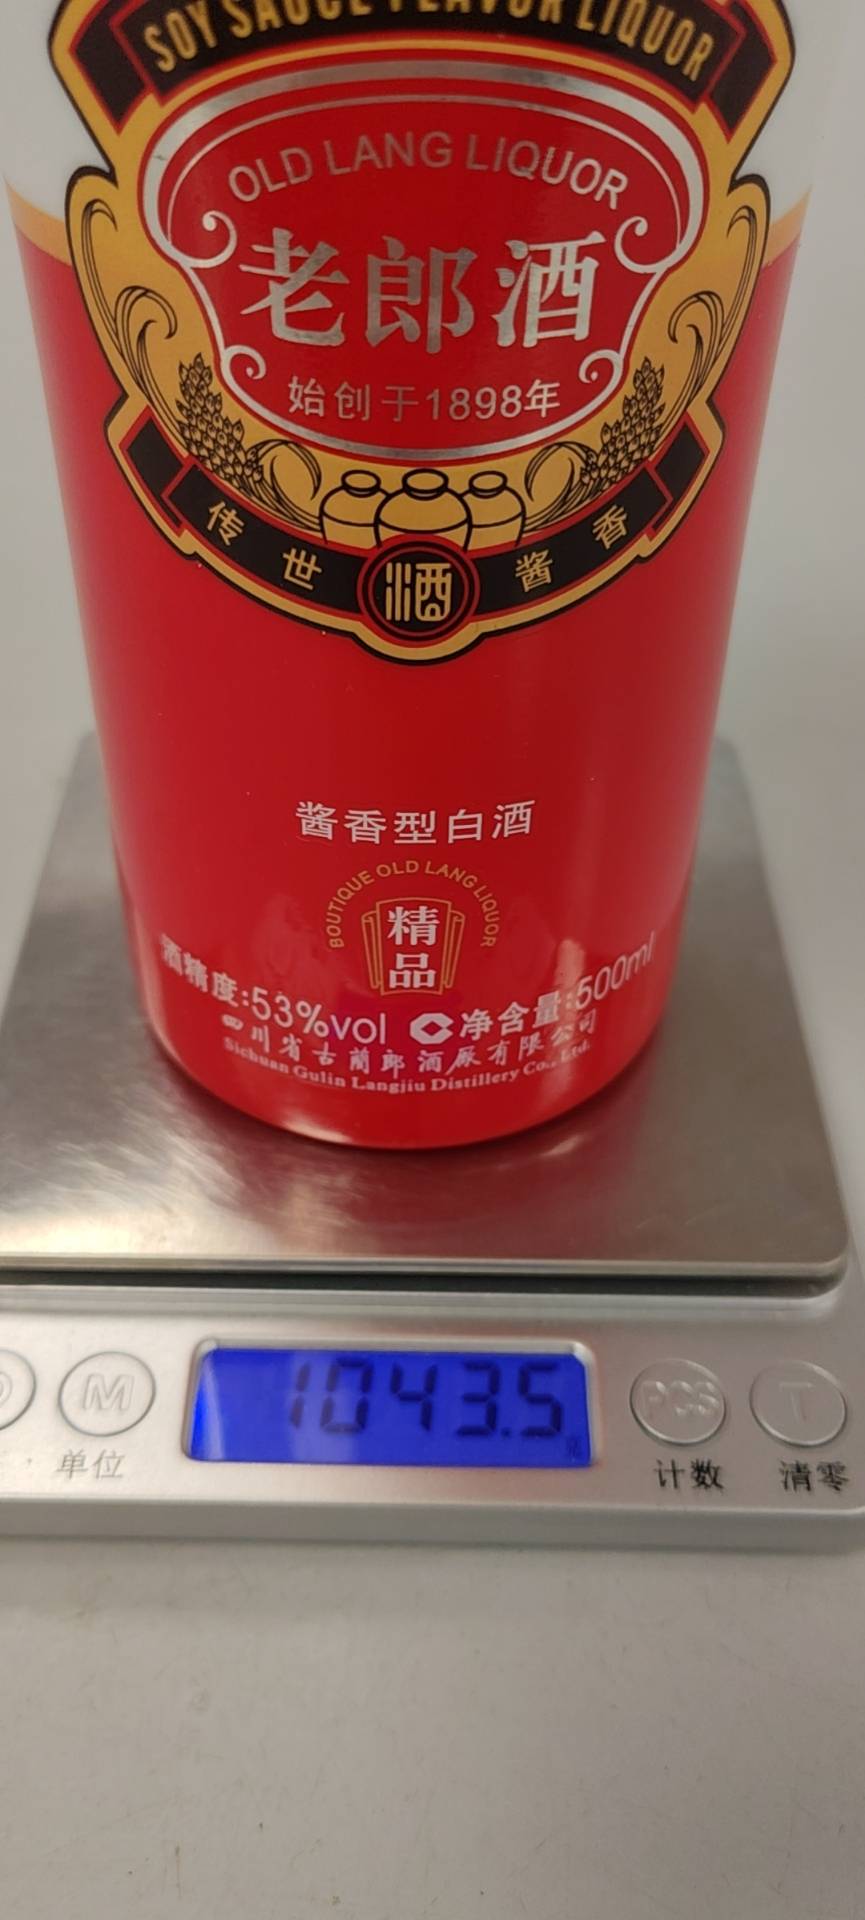 SOY SAUCE FLAVOR LIQUOR
OLD LANG LIQUOR
老郎酒
始创于1898年
传世酒酱香
酱香型白酒
BOUTIQUE OLD LANG LIQUOR
精品
酒精度:53%vol 净含量:500ml
四川省古蔺郎酒厰有限公司
Sichuan Gulin Langjiu Distillery Co., Ltd.
1043.5
M PCS T
单位 计数 清零